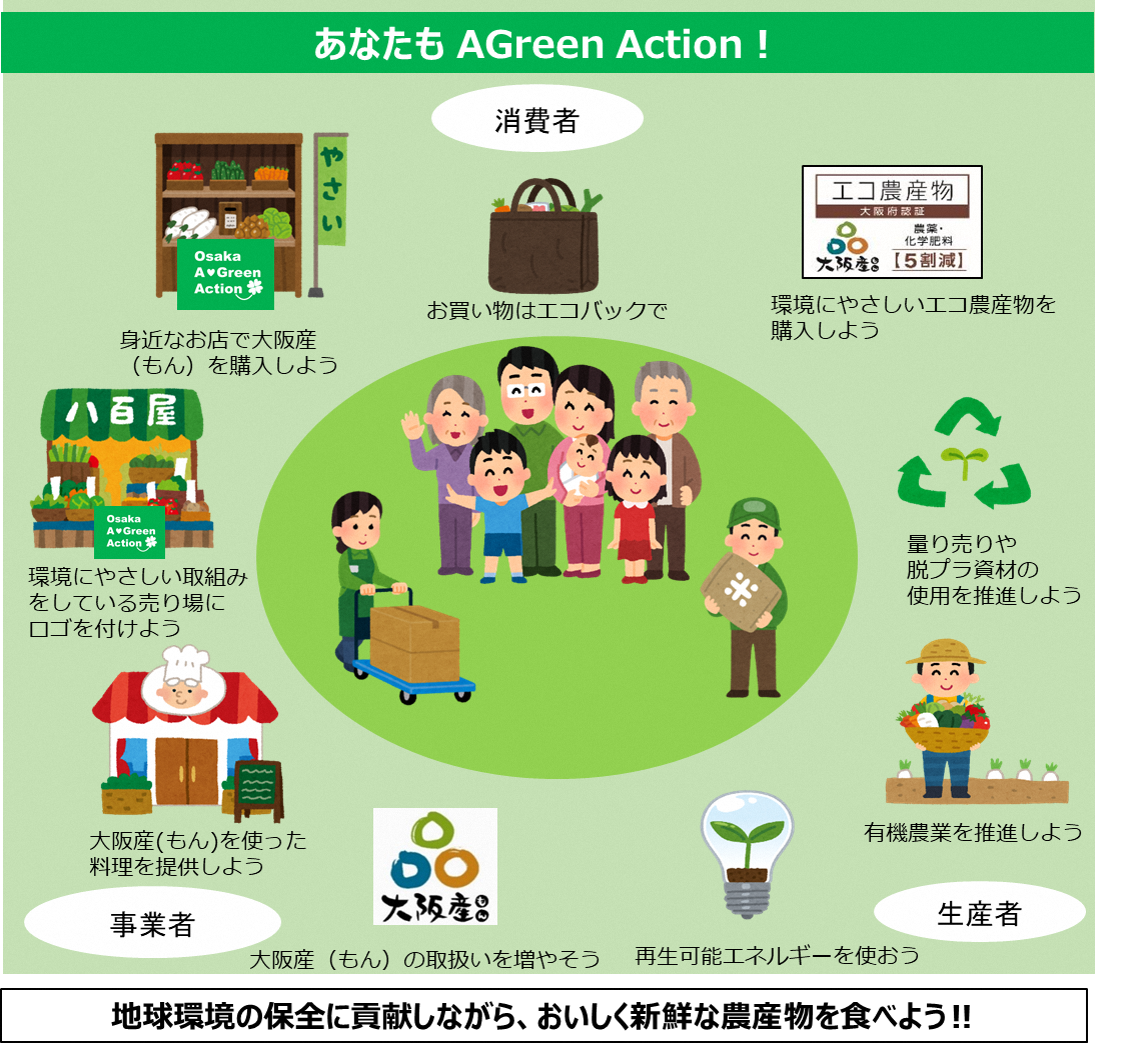 あなたも AGreen Action！
消費者
やさい
Osaka
A♥Green
Action
身近なお店で大阪産
（もん）を購入しよう
お買い物はエコバックで
エコ農産物
大阪府認証
農薬・
化学肥料
大阪産
【5割減】
環境にやさしいエコ農産物を
購入しよう
八百屋
Osaka
A♥Green
Action
環境にやさしい取組み
をしている売り場に
ロゴを付けよう
米
量り売りや
脱プラ資材の
使用を推進しよう
大阪産(もん)を使った
料理を提供しよう
有機農業を推進しよう
事業者
大阪産もん
大阪産（もん）の取扱いを増やそう
再生可能エネルギーを使おう
生産者
地球環境の保全に貢献しながら、おいしく新鮮な農産物を食べよう!!